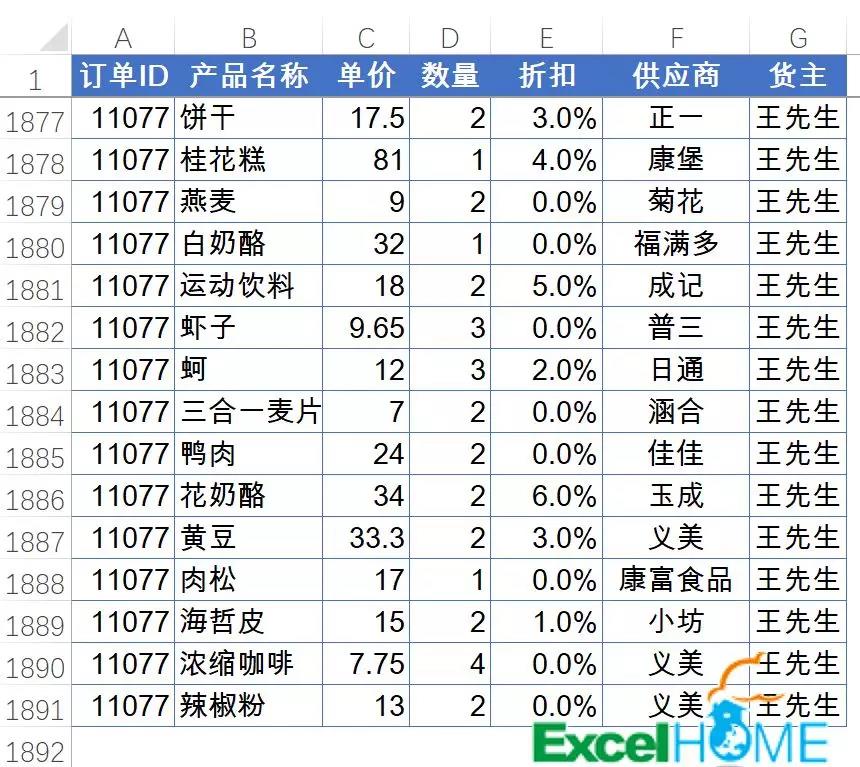 A B C D E F G
1 订单ID 产品名称 单价 数量 折扣 供应商 货主
1877 11077 饼干 17.5 2 3.0% 正一 王先生
1878 11077 桂花糕 81 1 4.0% 康堡 王先生
1879 11077 燕麦 9 2 0.0% 菊花 王先生
1880 11077 白奶酪 32 1 0.0% 福满多 王先生
1881 11077 运动饮料 18 2 5.0% 成记 王先生
1882 11077 虾子 9.65 3 0.0% 普三 王先生
1883 11077 蚵 12 3 2.0% 日通 王先生
1884 11077 三合一麦片 7 2 0.0% 涵合 王先生
1885 11077 鸭肉 24 2 0.0% 佳佳 王先生
1886 11077 花奶酪 34 2 6.0% 玉成 王先生
1887 11077 黄豆 33.3 2 3.0% 义美 王先生
1888 11077 肉松 17 1 0.0% 康富食品 王先生
1889 11077 海哲皮 15 2 1.0% 小坊 王先生
1890 11077 浓缩咖啡 7.75 4 0.0% 义美 王先生
1891 11077 辣椒粉 13 2 0.0% 义美 王先生
1892
ExcelHOME